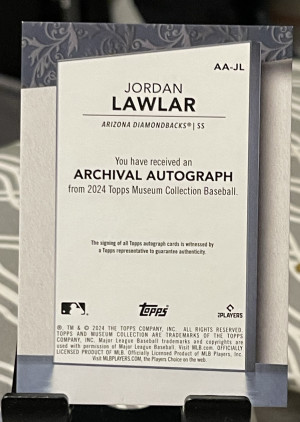 AA-JL
JORDAN
LAWLAR
ARIZONA DIAMONDBACKS® | SS
You have received an
ARCHIVAL AUTOGRAPH
from 2024 Topps Museum Collection Baseball.
The signing of all Topps autograph cards is witnessed by
a Topps representative to guarantee authenticity.
Topps
PLAYERS
®, TM & © 2024 THE TOPPS COMPANY, INC. ALL RIGHTS RESERVED.
TOPPS AND MUSEUM COLLECTION ARE TRADEMARKS OF THE TOPPS
COMPANY, INC. Major League Baseball trademarks and copyrights are
used with permission of Major League Baseball. Visit MLB.com. OFFICIALLY
LICENSED PRODUCT OF MLB. Officially Licensed Product of MLB Players, Inc.
Visit MLBPLAYERS.COM, the Players Choice on the web.